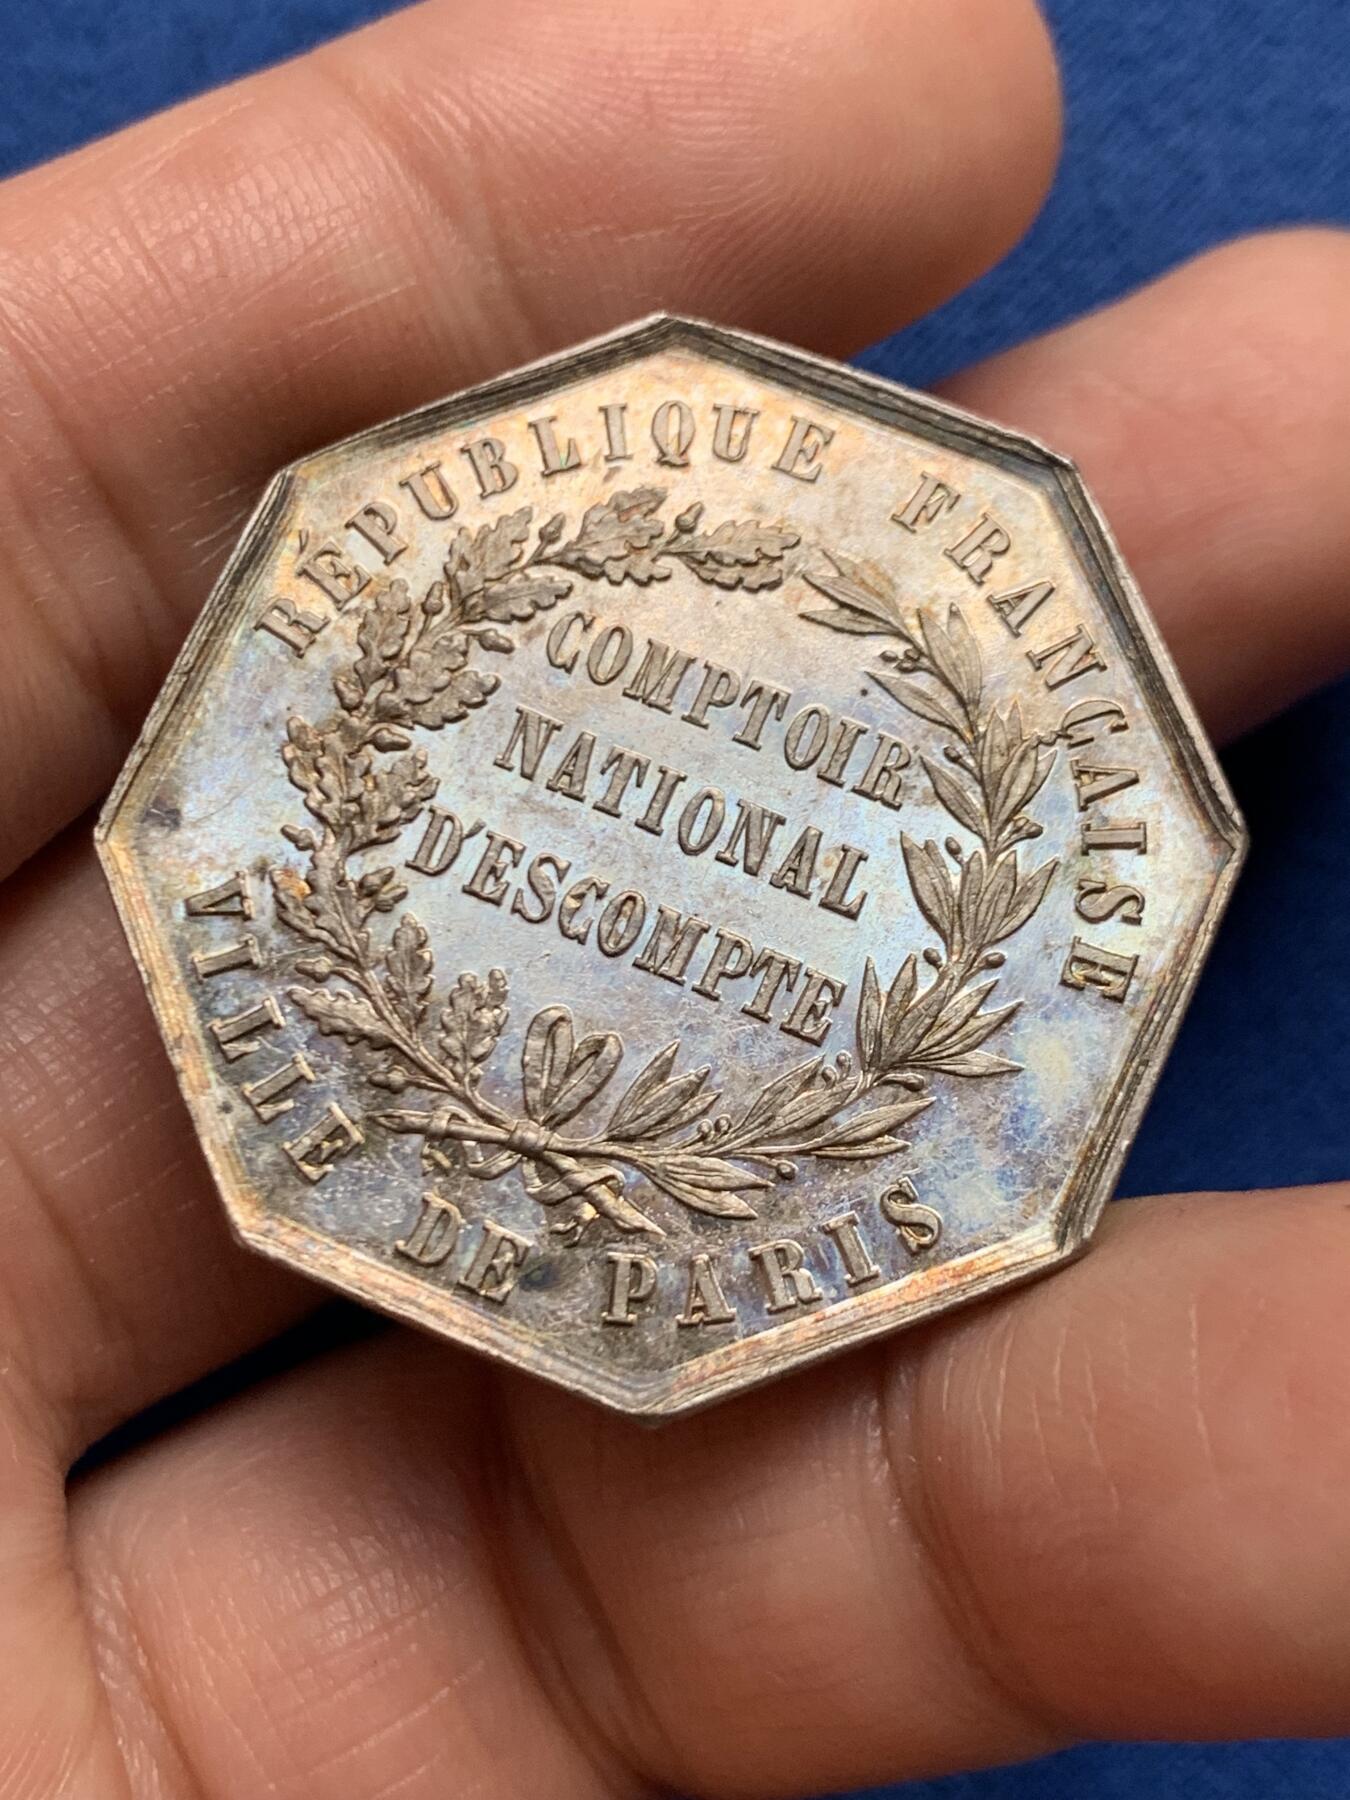 RÉPUBLIQUE FRANÇAISE
COMPTOIR
NATIONAL
D'ESCOMPTE
VILLE DE PARIS